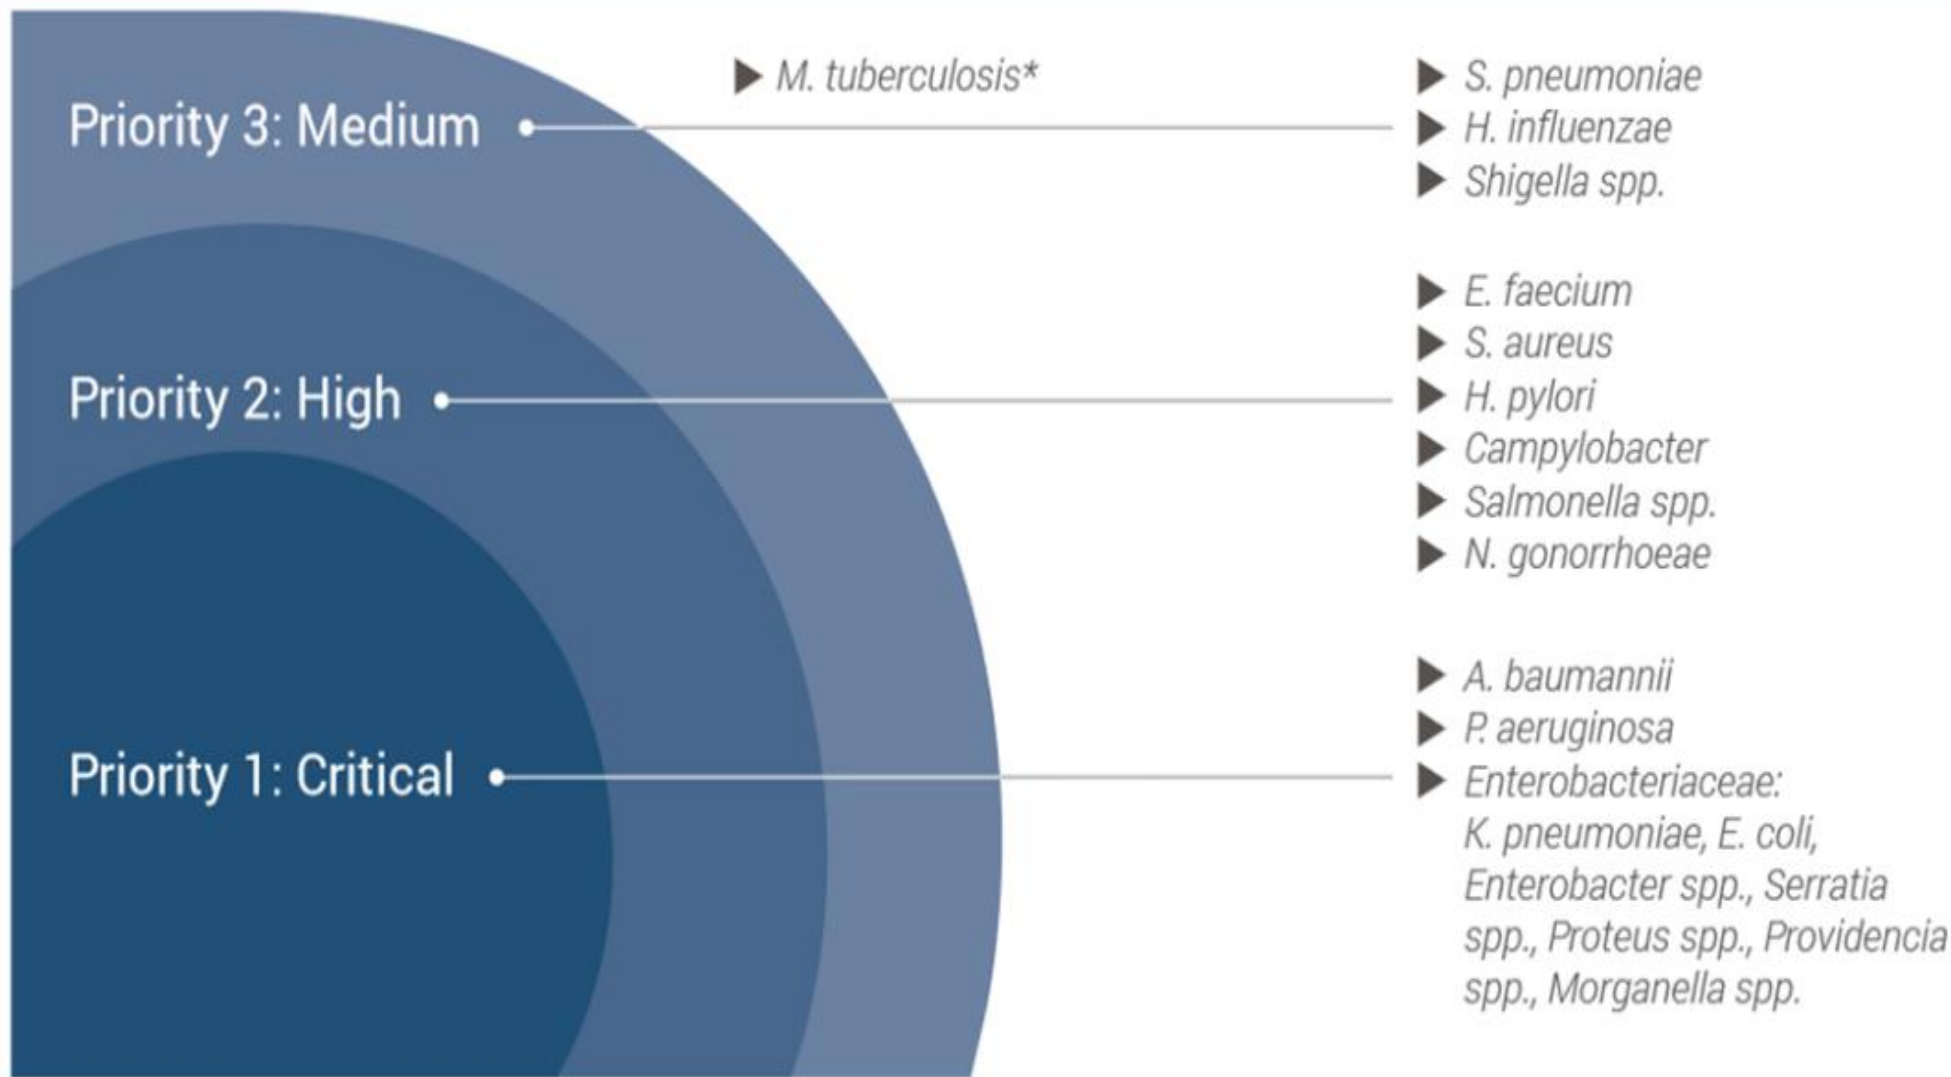 Priority 3: Medium
M. tuberculosis*
S. pneumoniae
H. influenzae
Shigella spp.
Priority 2: High
E. faecium
S. aureus
H. pylori
Campylobacter
Salmonella spp.
N. gonorrhoeae
Priority 1: Critical
A. baumannii
P. aeruginosa
Enterobacteriaceae:
K. pneumoniae, E. coli,
Enterobacter spp., Serratia
spp., Proteus spp., Providencia
spp., Morganella spp.